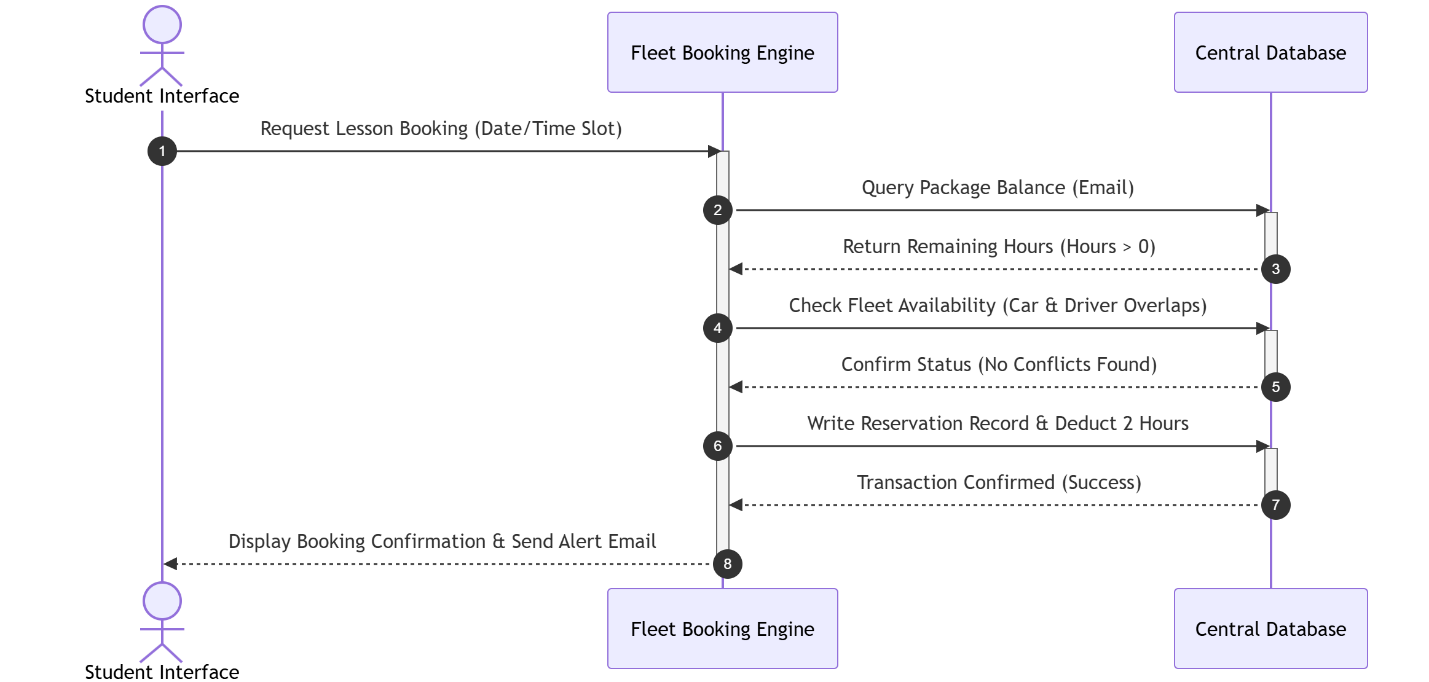 Student Interface
Fleet Booking Engine
Central Database
Request Lesson Booking (Date/Time Slot)
1
Query Package Balance (Email)
2
Return Remaining Hours (Hours > 0)
3
Check Fleet Availability (Car & Driver Overlaps)
4
Confirm Status (No Conflicts Found)
5
Write Reservation Record & Deduct 2 Hours
6
Transaction Confirmed (Success)
7
Display Booking Confirmation & Send Alert Email
8
Student Interface
Fleet Booking Engine
Central Database